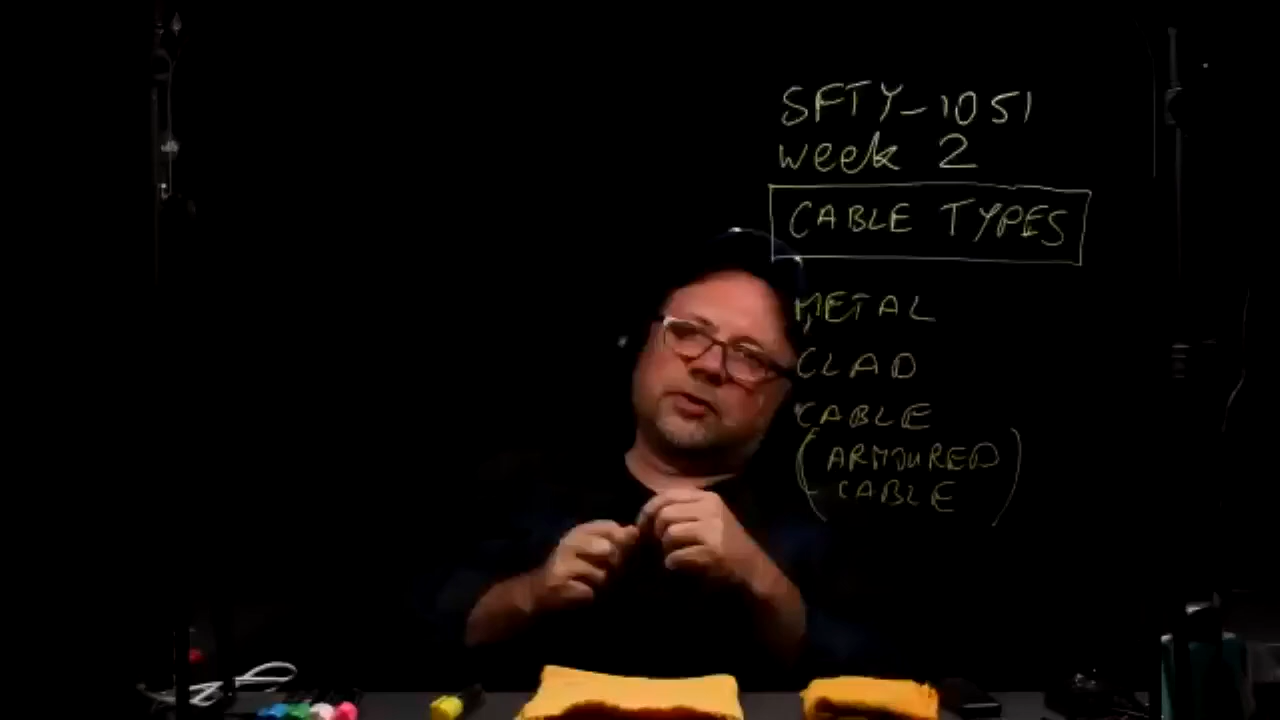 SFTY-1051
week 2
CABLE TYPES
METAL
CLAD
CABLE
(ARMOURED
CABLE)